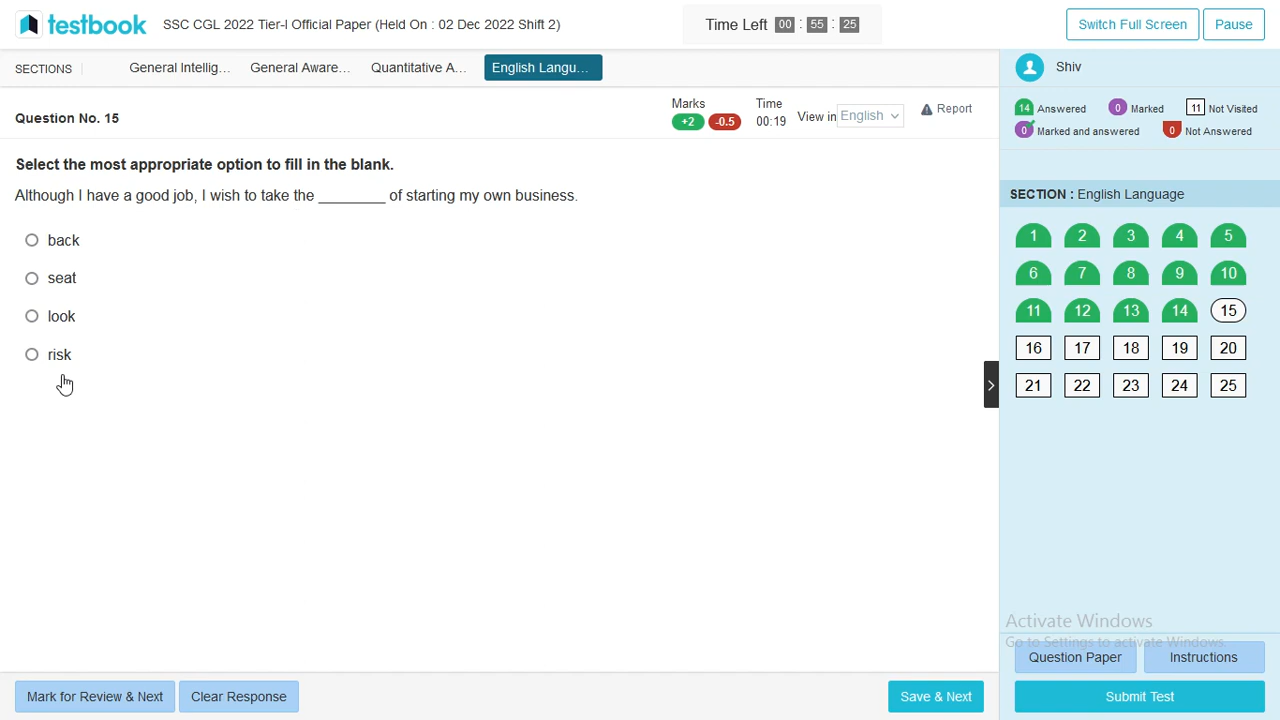 testbook SSC CGL 2022 Tier-I Official Paper (Held On : 02 Dec 2022 Shift 2) Time Left 00 : 55 : 25 Switch Full Screen Pause
SECTIONS General Intellig... General Aware... Quantitative A... English Langu... Shiv
Question No. 15 Marks +2 -0.5 Time 00:19 View in English Report
14 Answered 0 Marked 11 Not Visited
0 Marked and answered 0 Not Answered
Select the most appropriate option to fill in the blank.
Although I have a good job, I wish to take the ________ of starting my own business.
back
seat
look
risk
SECTION : English Language
1 2 3 4 5
6 7 8 9 10
11 12 13 14 15
16 17 18 19 20
21 22 23 24 25
Activate Windows
Go to Settings to activate Windows.
Question Paper Instructions
Mark for Review & Next Clear Response Save & Next Submit Test